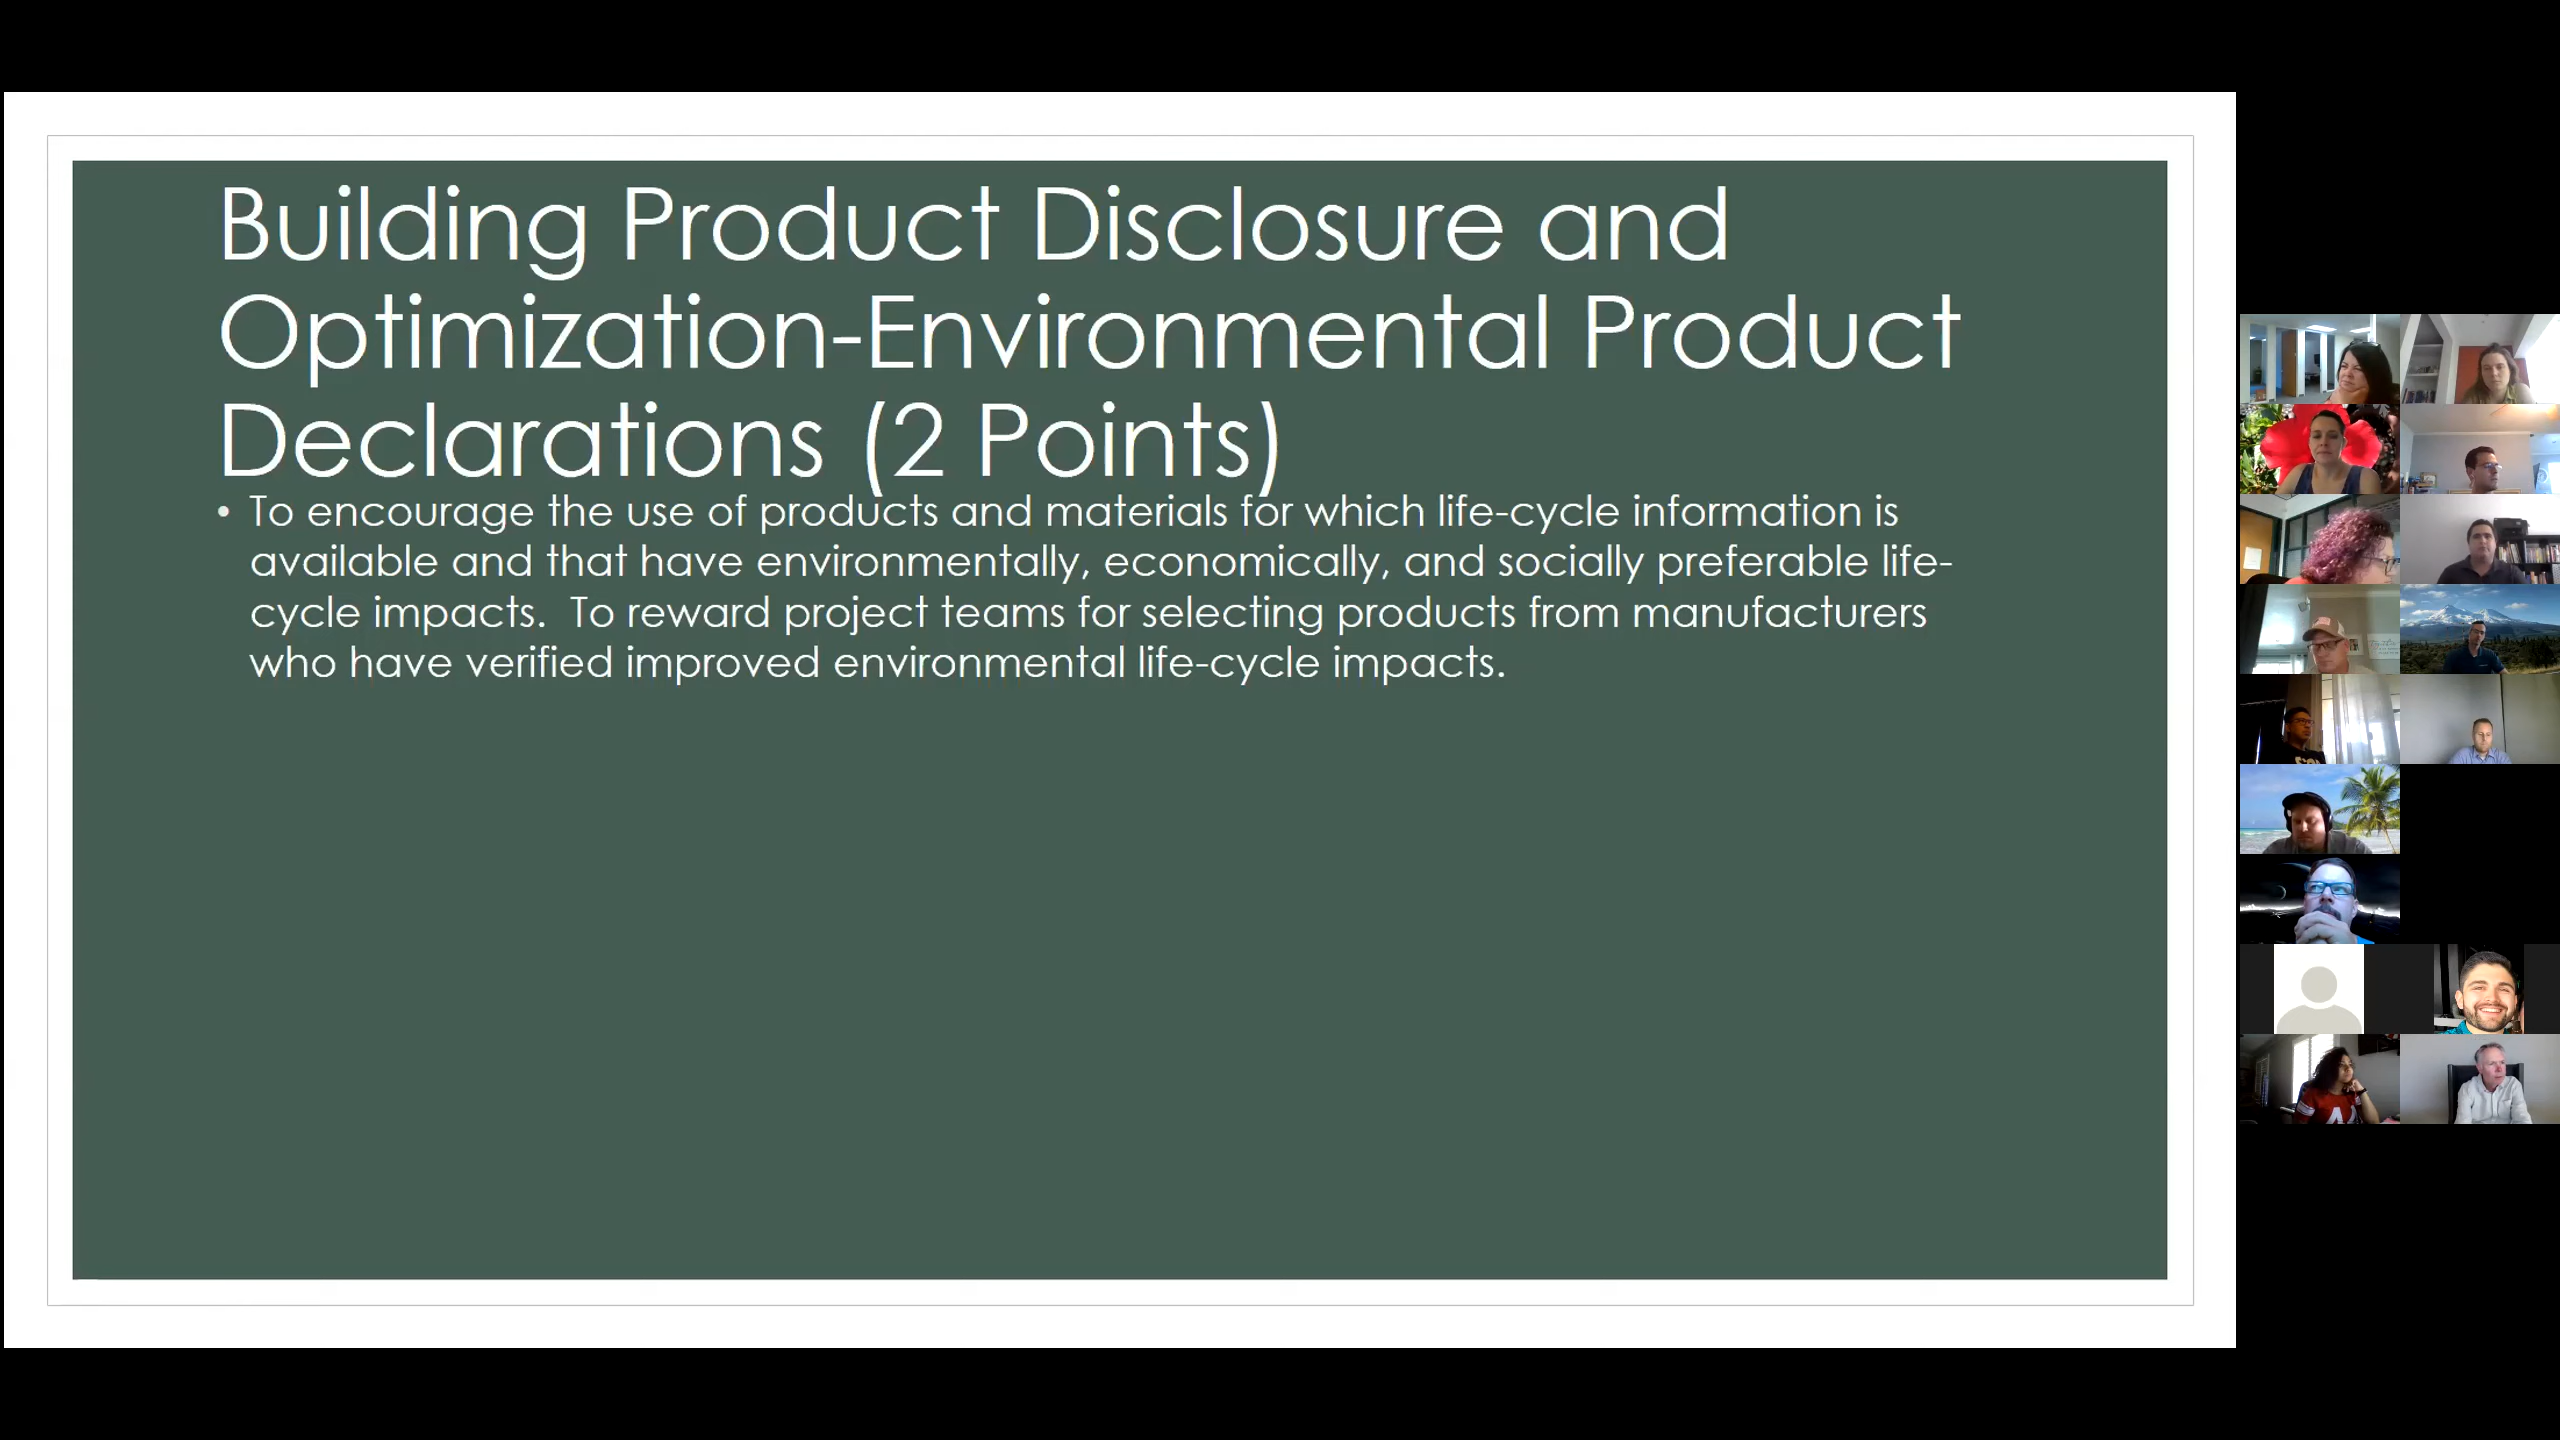 Building Product Disclosure and
Optimization-Environmental Product
Declarations (2 Points)
• To encourage the use of products and materials for which life-cycle information is
available and that have environmentally, economically, and socially preferable life-
cycle impacts.  To reward project teams for selecting products from manufacturers
who have verified improved environmental life-cycle impacts.